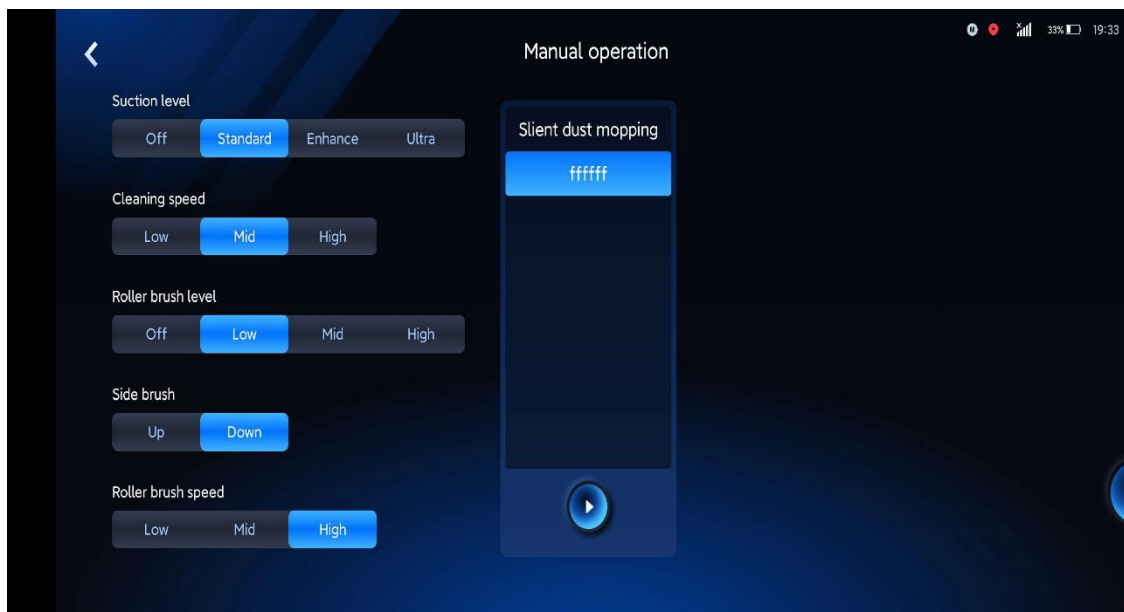 33% 19:33
Manual operation
Suction level
Off Standard Enhance Ultra
Cleaning speed
Low Mid High
Roller brush level
Off Low Mid High
Side brush
Up Down
Roller brush speed
Low Mid High
Slient dust mopping
ffffff